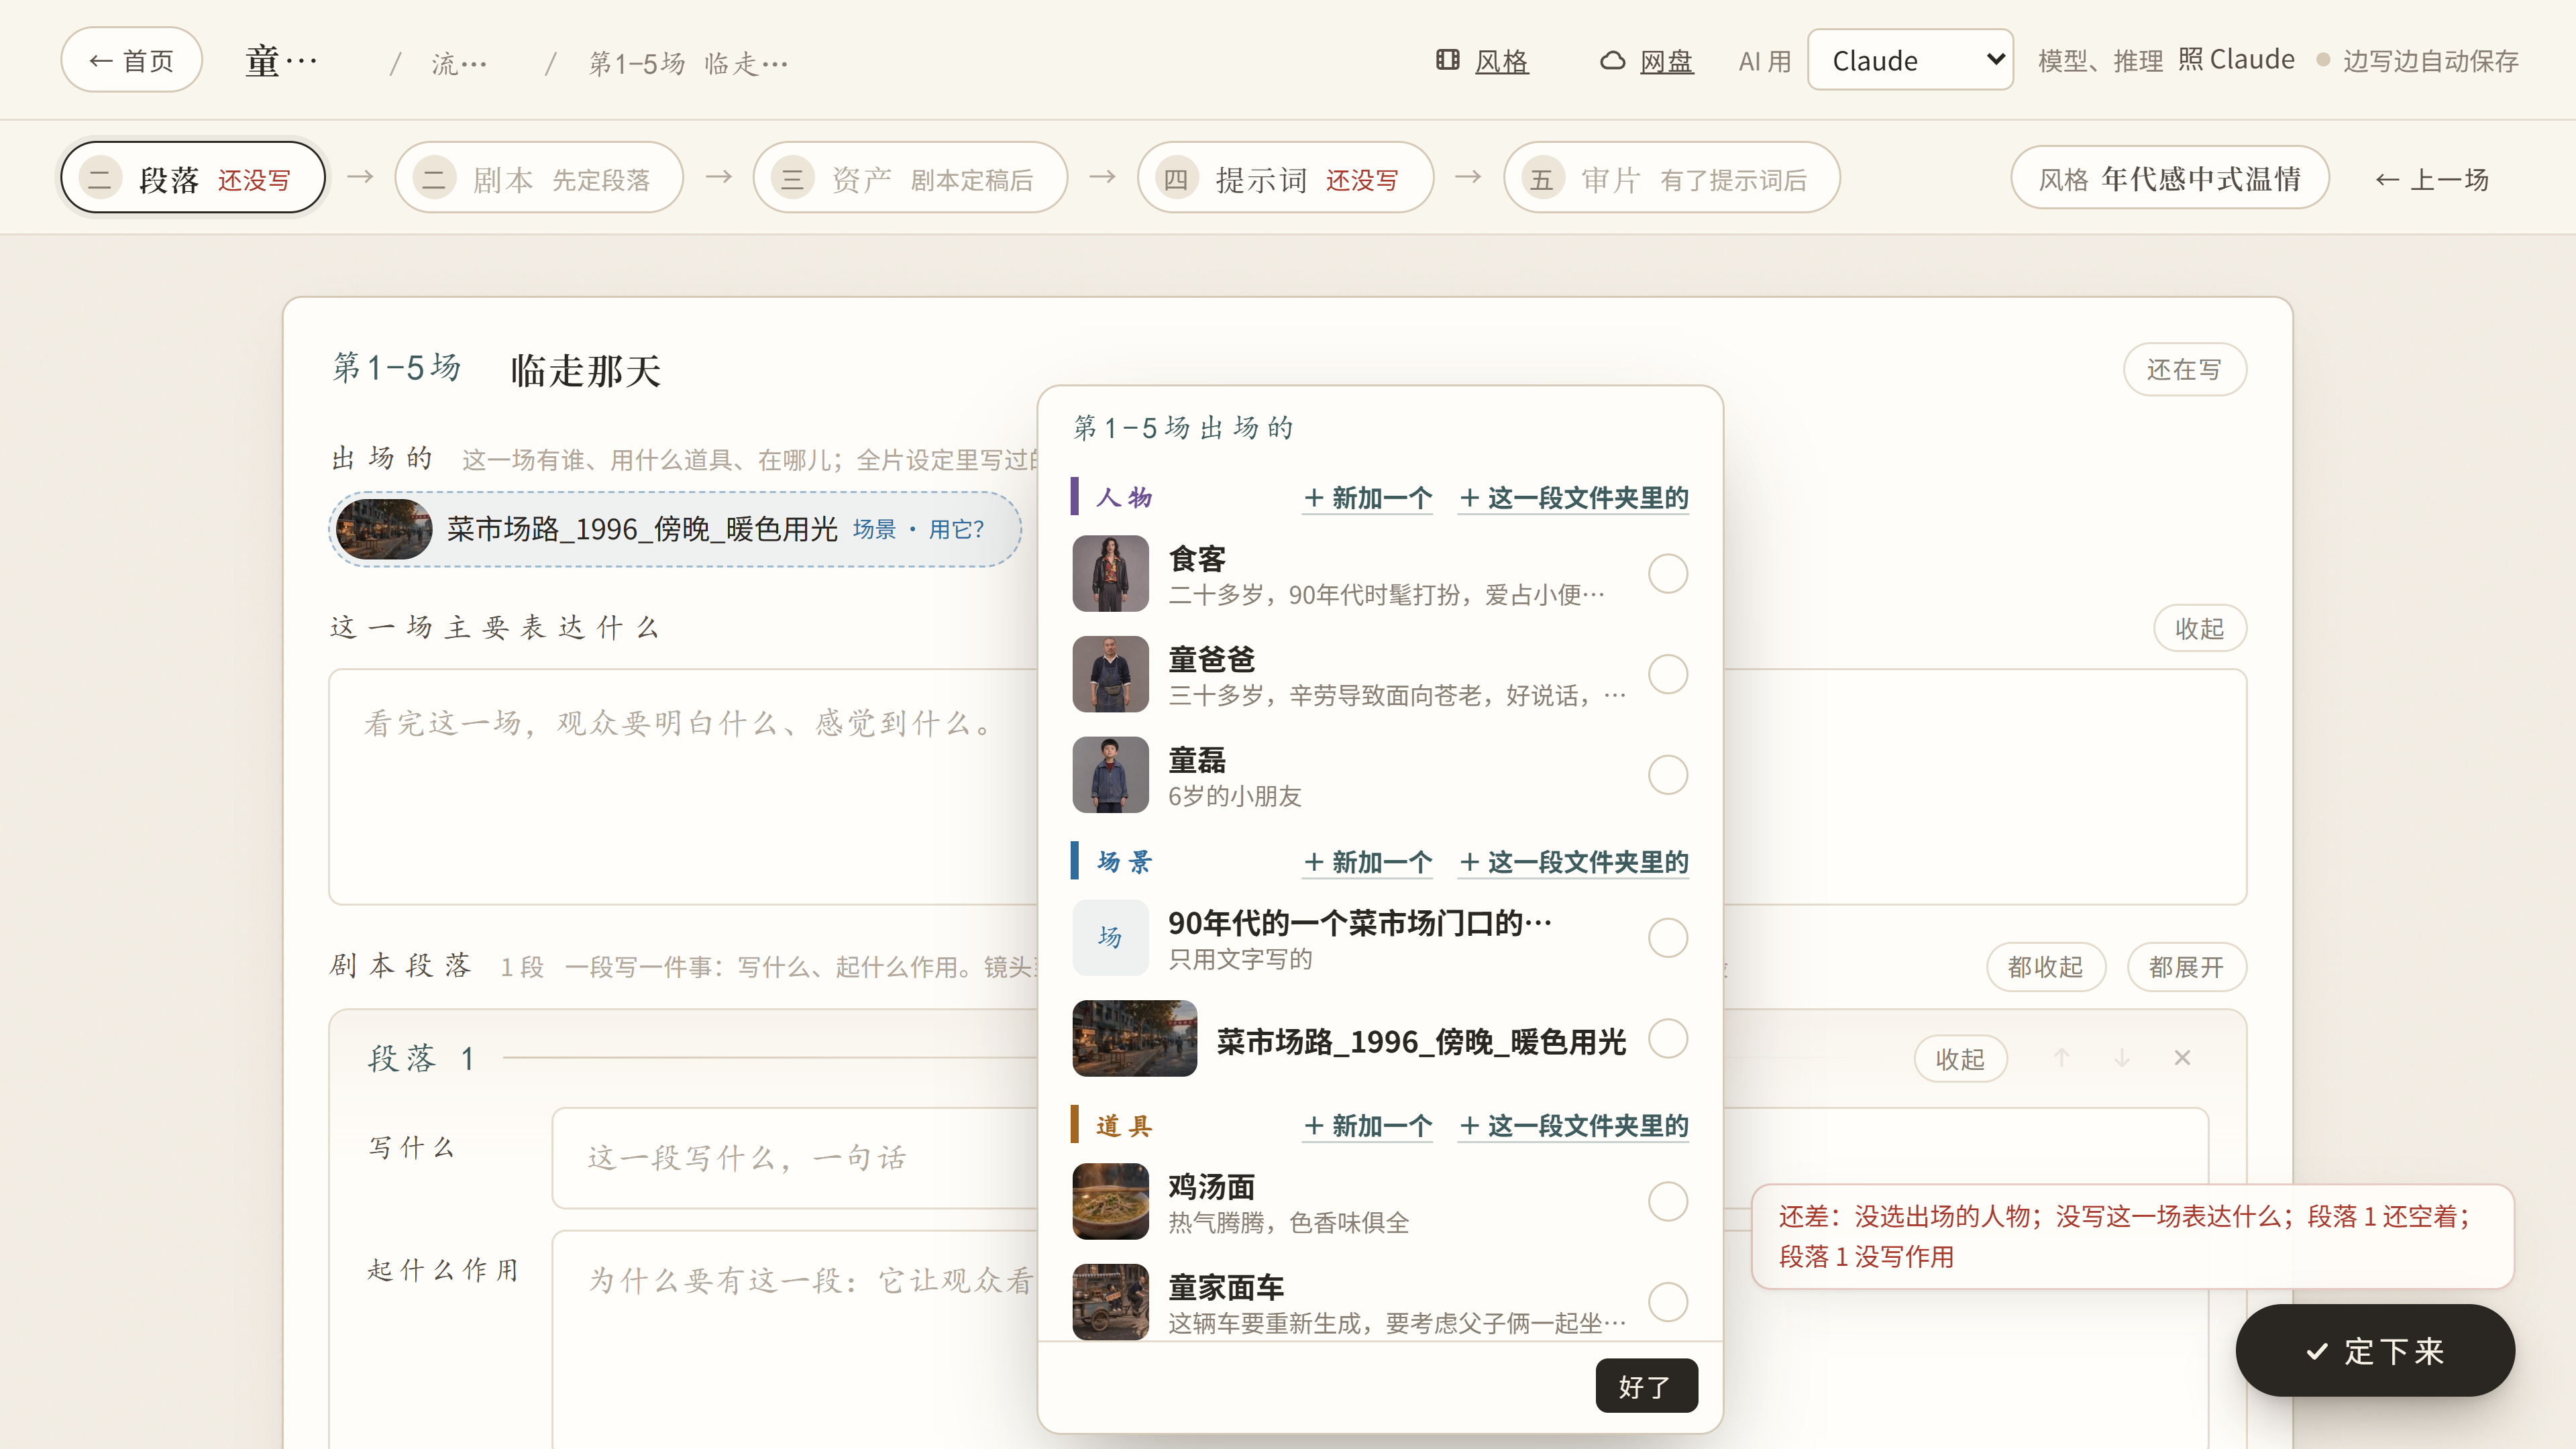 ← 首页
童…
/ 流…
/ 第1-5场 临走…
风格
网盘
AI 用
Claude
模型、推理 照 Claude
边写边自动保存
二 段落 还没写
→
二 剧本 先定段落
→
三 资产 剧本定稿后
→
四 提示词 还没写
→
五 审片 有了提示词后
风格 年代感中式温情
← 上一场
第1-5场 临走那天
还在写
出场的 这一场有谁、用什么道具、在哪儿；全片设定里写过的
菜市场路_1996_傍晚_暖色用光 场景 · 用它?
这一场主要表达什么
收起
看完这一场，观众要明白什么、感觉到什么。
剧本段落 1 段 一段写一件事：写什么、起什么作用。镜头
都收起
都展开
段落 1
收起
↑ ↓ ×
写什么
这一段写什么，一句话
起什么作用
为什么要有这一段：它让观众看
第1-5场出场的
人物
+ 新加一个
+ 这一段文件夹里的
食客
二十多岁，90年代时髦打扮，爱占小便…
童爸爸
三十多岁，辛劳导致面向苍老，好说话，…
童磊
6岁的小朋友
场景
+ 新加一个
+ 这一段文件夹里的
场
90年代的一个菜市场门口的…
只用文字写的
菜市场路_1996_傍晚_暖色用光
道具
+ 新加一个
+ 这一段文件夹里的
鸡汤面
热气腾腾，色香味俱全
童家面车
这辆车要重新生成，要考虑父子俩一起坐…
好了
还差：没选出场的人物；没写这一场表达什么；段落 1 还空着；
段落 1 没写作用
✓ 定下来